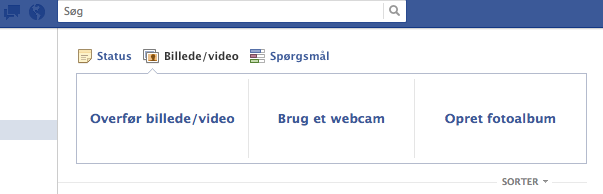 Søg
Status Billede/video Spørgsmål
Overfør billede/video Brug et webcam Opret fotoalbum
SORTER